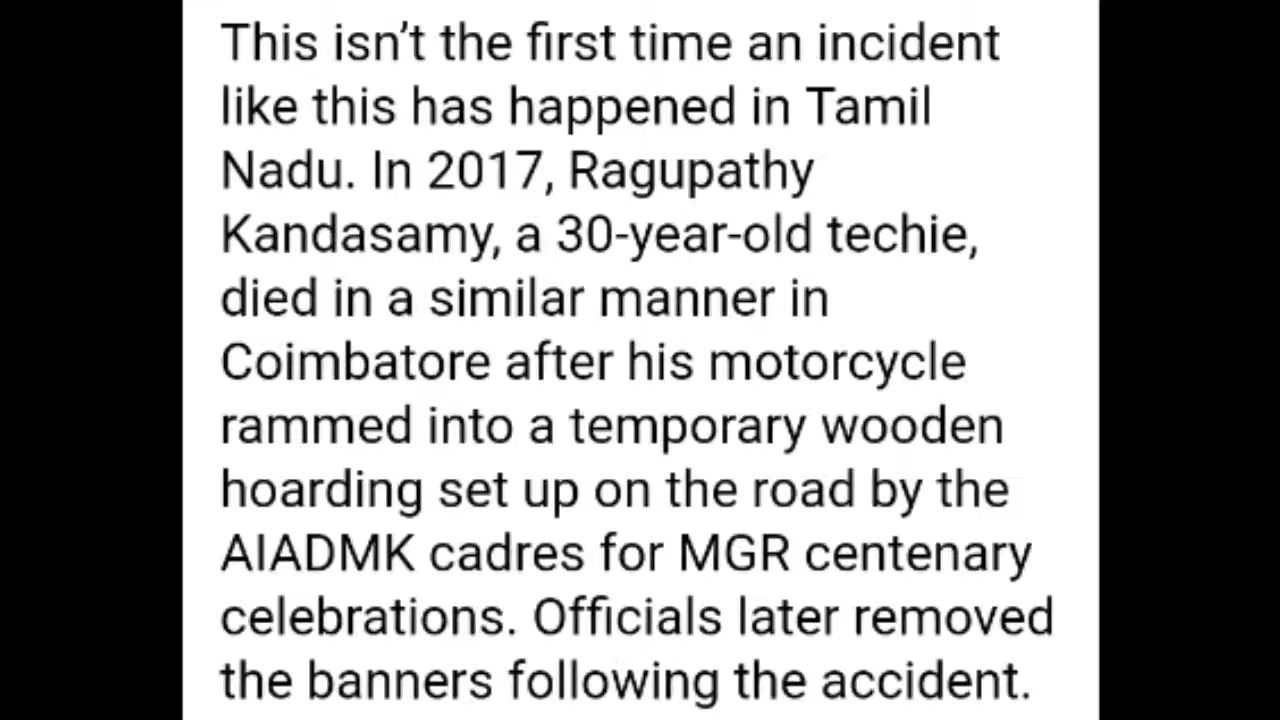 This isn’t the first time an incident
like this has happened in Tamil
Nadu. In 2017, Ragupathy
Kandasamy, a 30-year-old techie,
died in a similar manner in
Coimbatore after his motorcycle
rammed into a temporary wooden
hoarding set up on the road by the
AIADMK cadres for MGR centenary
celebrations. Officials later removed
the banners following the accident.